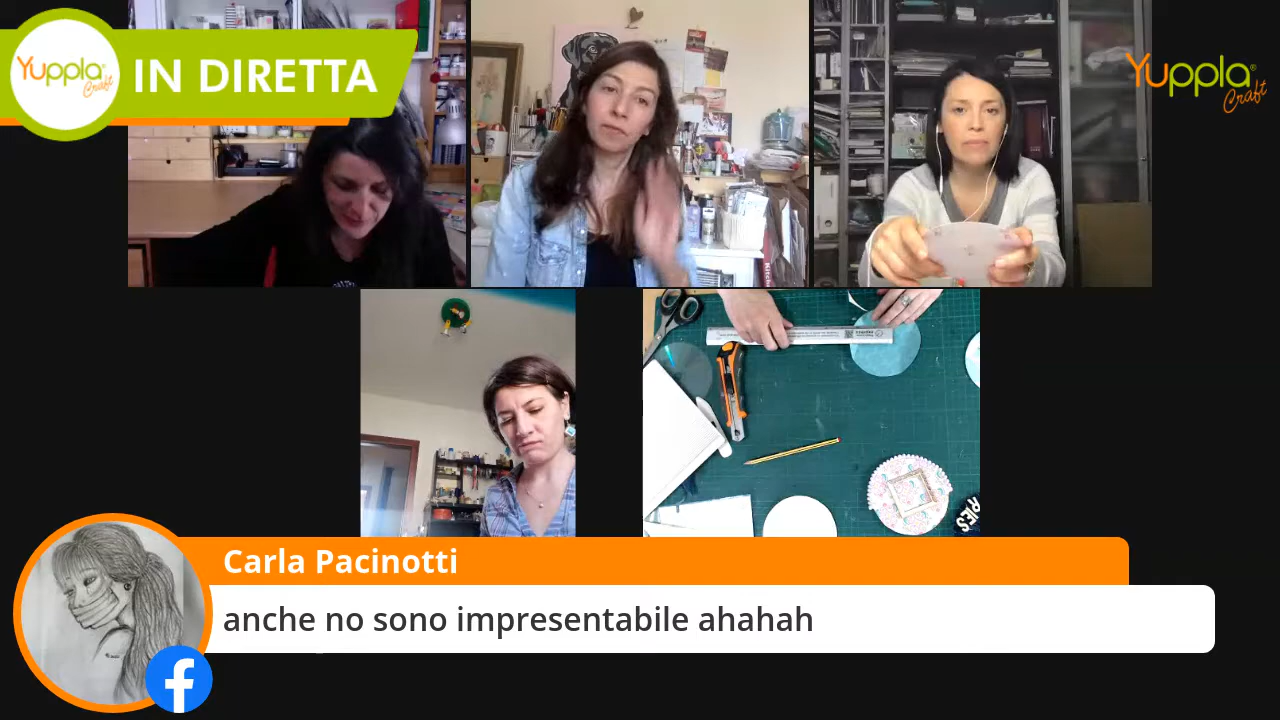 Yuppla®
Craft
IN DIRETTA
Yuppla®
Craft
Carla Pacinotti
anche no sono impresentabile ahahah